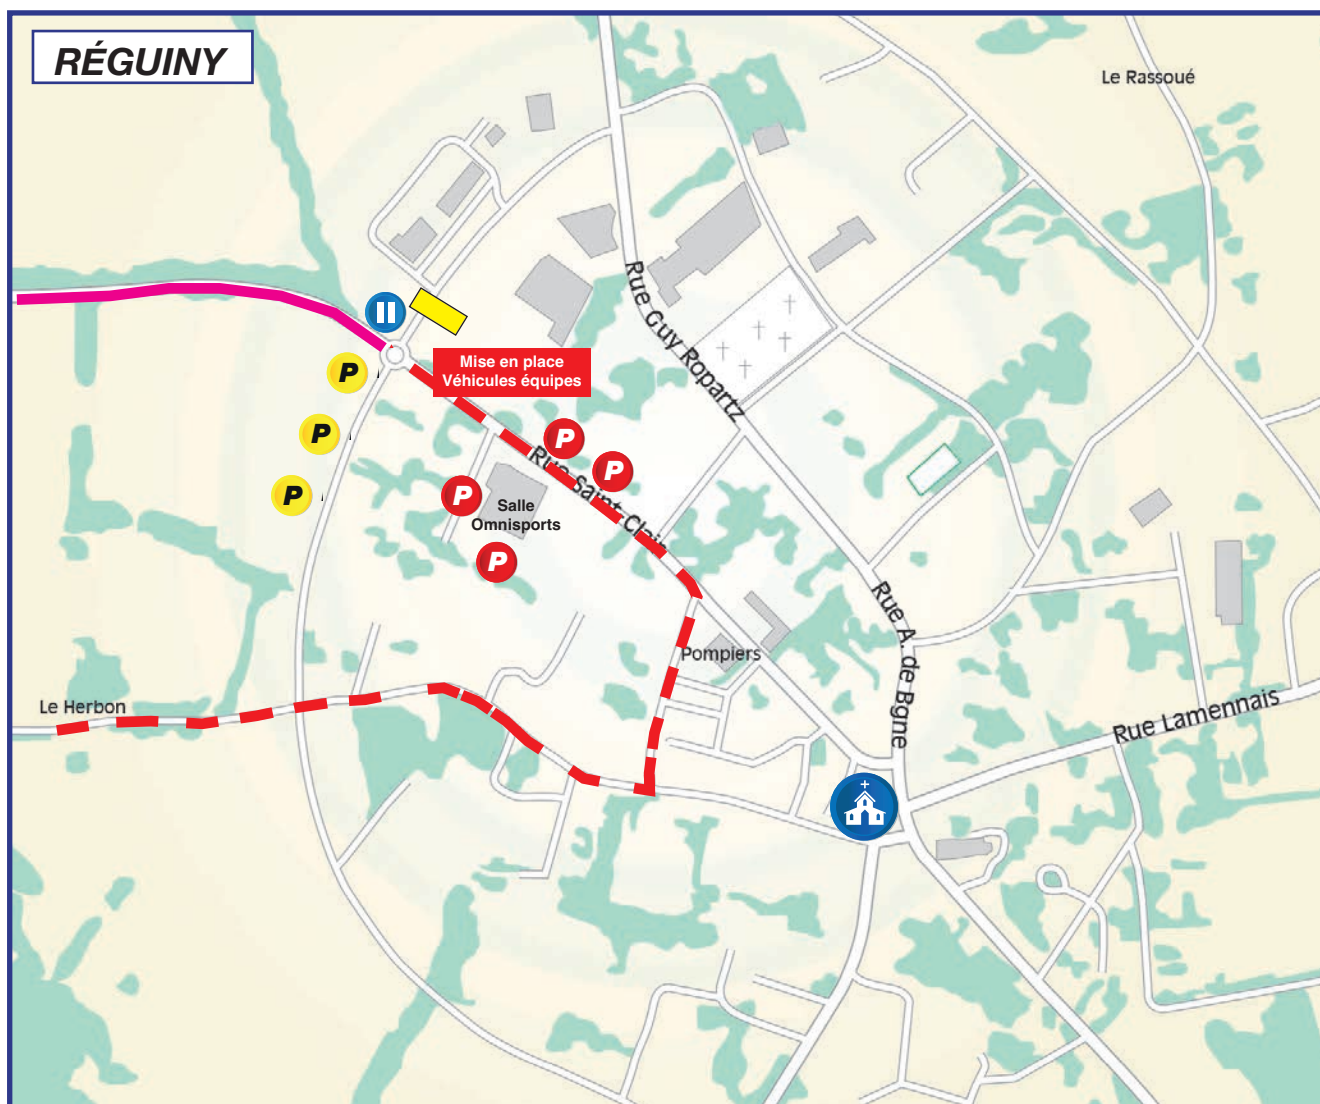 RÉGUINY
Le Rassoué
Rue Guy Ropartz
Mise en place
Véhicules équipes
P
P
P
P
P
Rue Saint Clair
P
P
Salle
Omnisports
Rue A. de Bgne
Pompiers
Le Herbon
Rue Lamennais